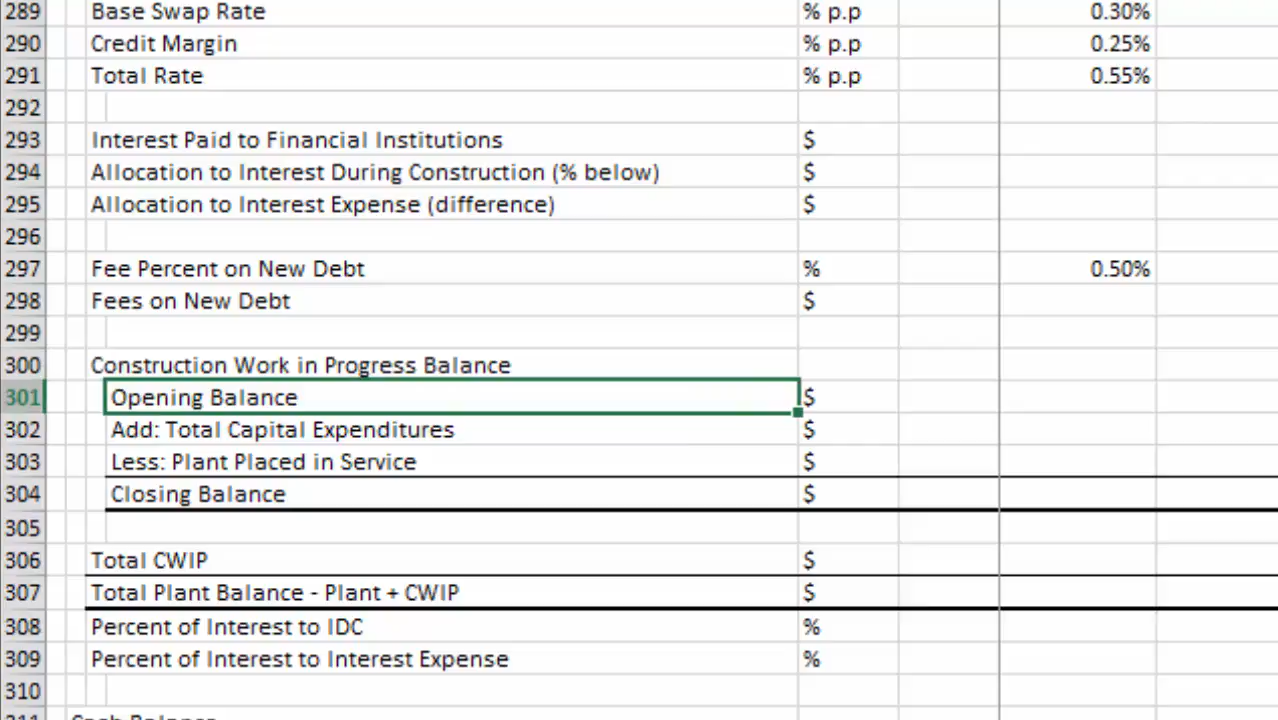 289 Base Swap Rate % p.p 0.30%
290 Credit Margin % p.p 0.25%
291 Total Rate % p.p 0.55%
292
293 Interest Paid to Financial Institutions $
294 Allocation to Interest During Construction (% below) $
295 Allocation to Interest Expense (difference) $
296
297 Fee Percent on New Debt % 0.50%
298 Fees on New Debt $
299
300 Construction Work in Progress Balance
301 Opening Balance $
302 Add: Total Capital Expenditures $
303 Less: Plant Placed in Service $
304 Closing Balance $
305
306 Total CWIP $
307 Total Plant Balance - Plant + CWIP $
308 Percent of Interest to IDC %
309 Percent of Interest to Interest Expense %
310
311 Cash Balance